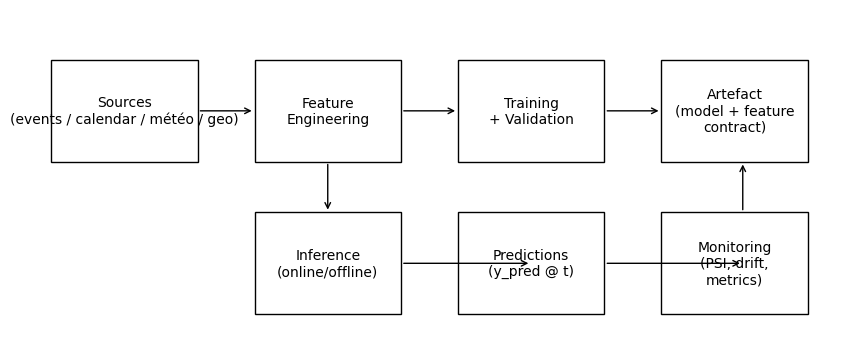 Sources
(events / calendar / météo / geo)
Feature
Engineering
Training
+ Validation
Artefact
(model + feature
contract)
Inference
(online/offline)
Predictions
(y_pred @ t)
Monitoring
(PSI, drift,
metrics)